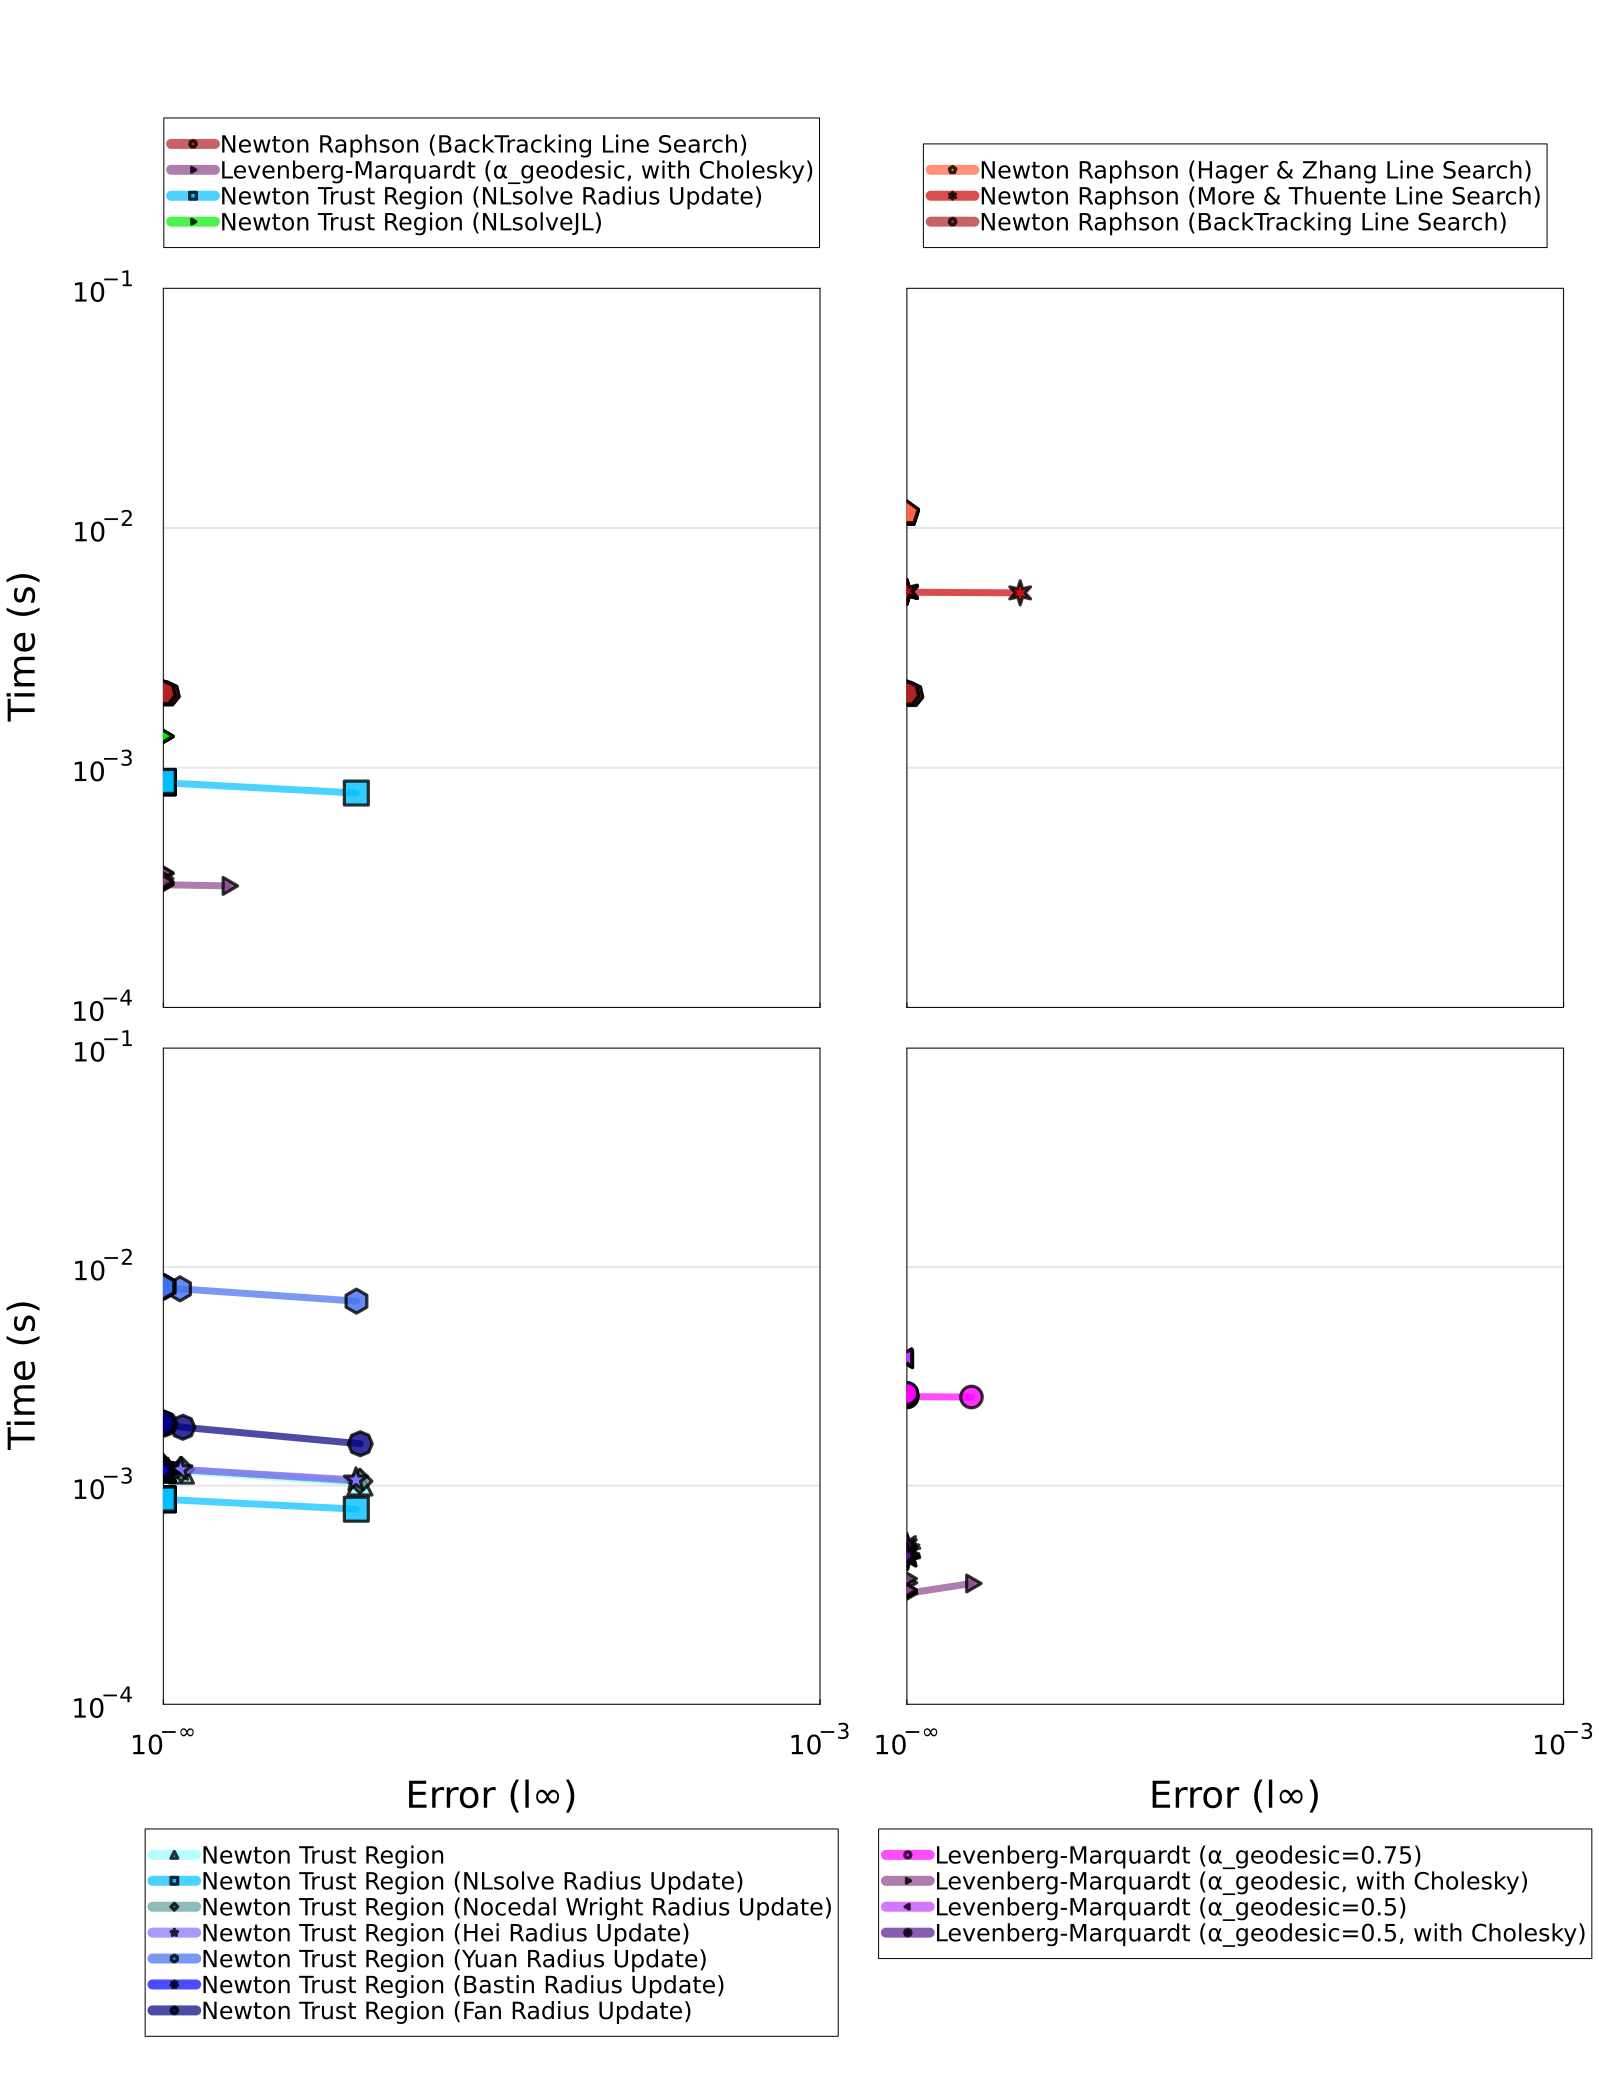 Newton Raphson (BackTracking Line Search)
Levenberg-Marquardt (α_geodesic, with Cholesky)
Newton Trust Region (NLsolve Radius Update)
Newton Trust Region (NLsolveJL)
Newton Raphson (Hager & Zhang Line Search)
Newton Raphson (More & Thuente Line Search)
Newton Raphson (BackTracking Line Search)
10⁻¹
10⁻²
10⁻³
10⁻⁴
Time (s)
10⁻¹
10⁻²
10⁻³
10⁻⁴
Time (s)
10^−∞
10⁻³
10^−∞
10⁻³
Error (l∞)
Error (l∞)
Newton Trust Region
Newton Trust Region (NLsolve Radius Update)
Newton Trust Region (Nocedal Wright Radius Update)
Newton Trust Region (Hei Radius Update)
Newton Trust Region (Yuan Radius Update)
Newton Trust Region (Bastin Radius Update)
Newton Trust Region (Fan Radius Update)
Levenberg-Marquardt (α_geodesic=0.75)
Levenberg-Marquardt (α_geodesic, with Cholesky)
Levenberg-Marquardt (α_geodesic=0.5)
Levenberg-Marquardt (α_geodesic=0.5, with Cholesky)